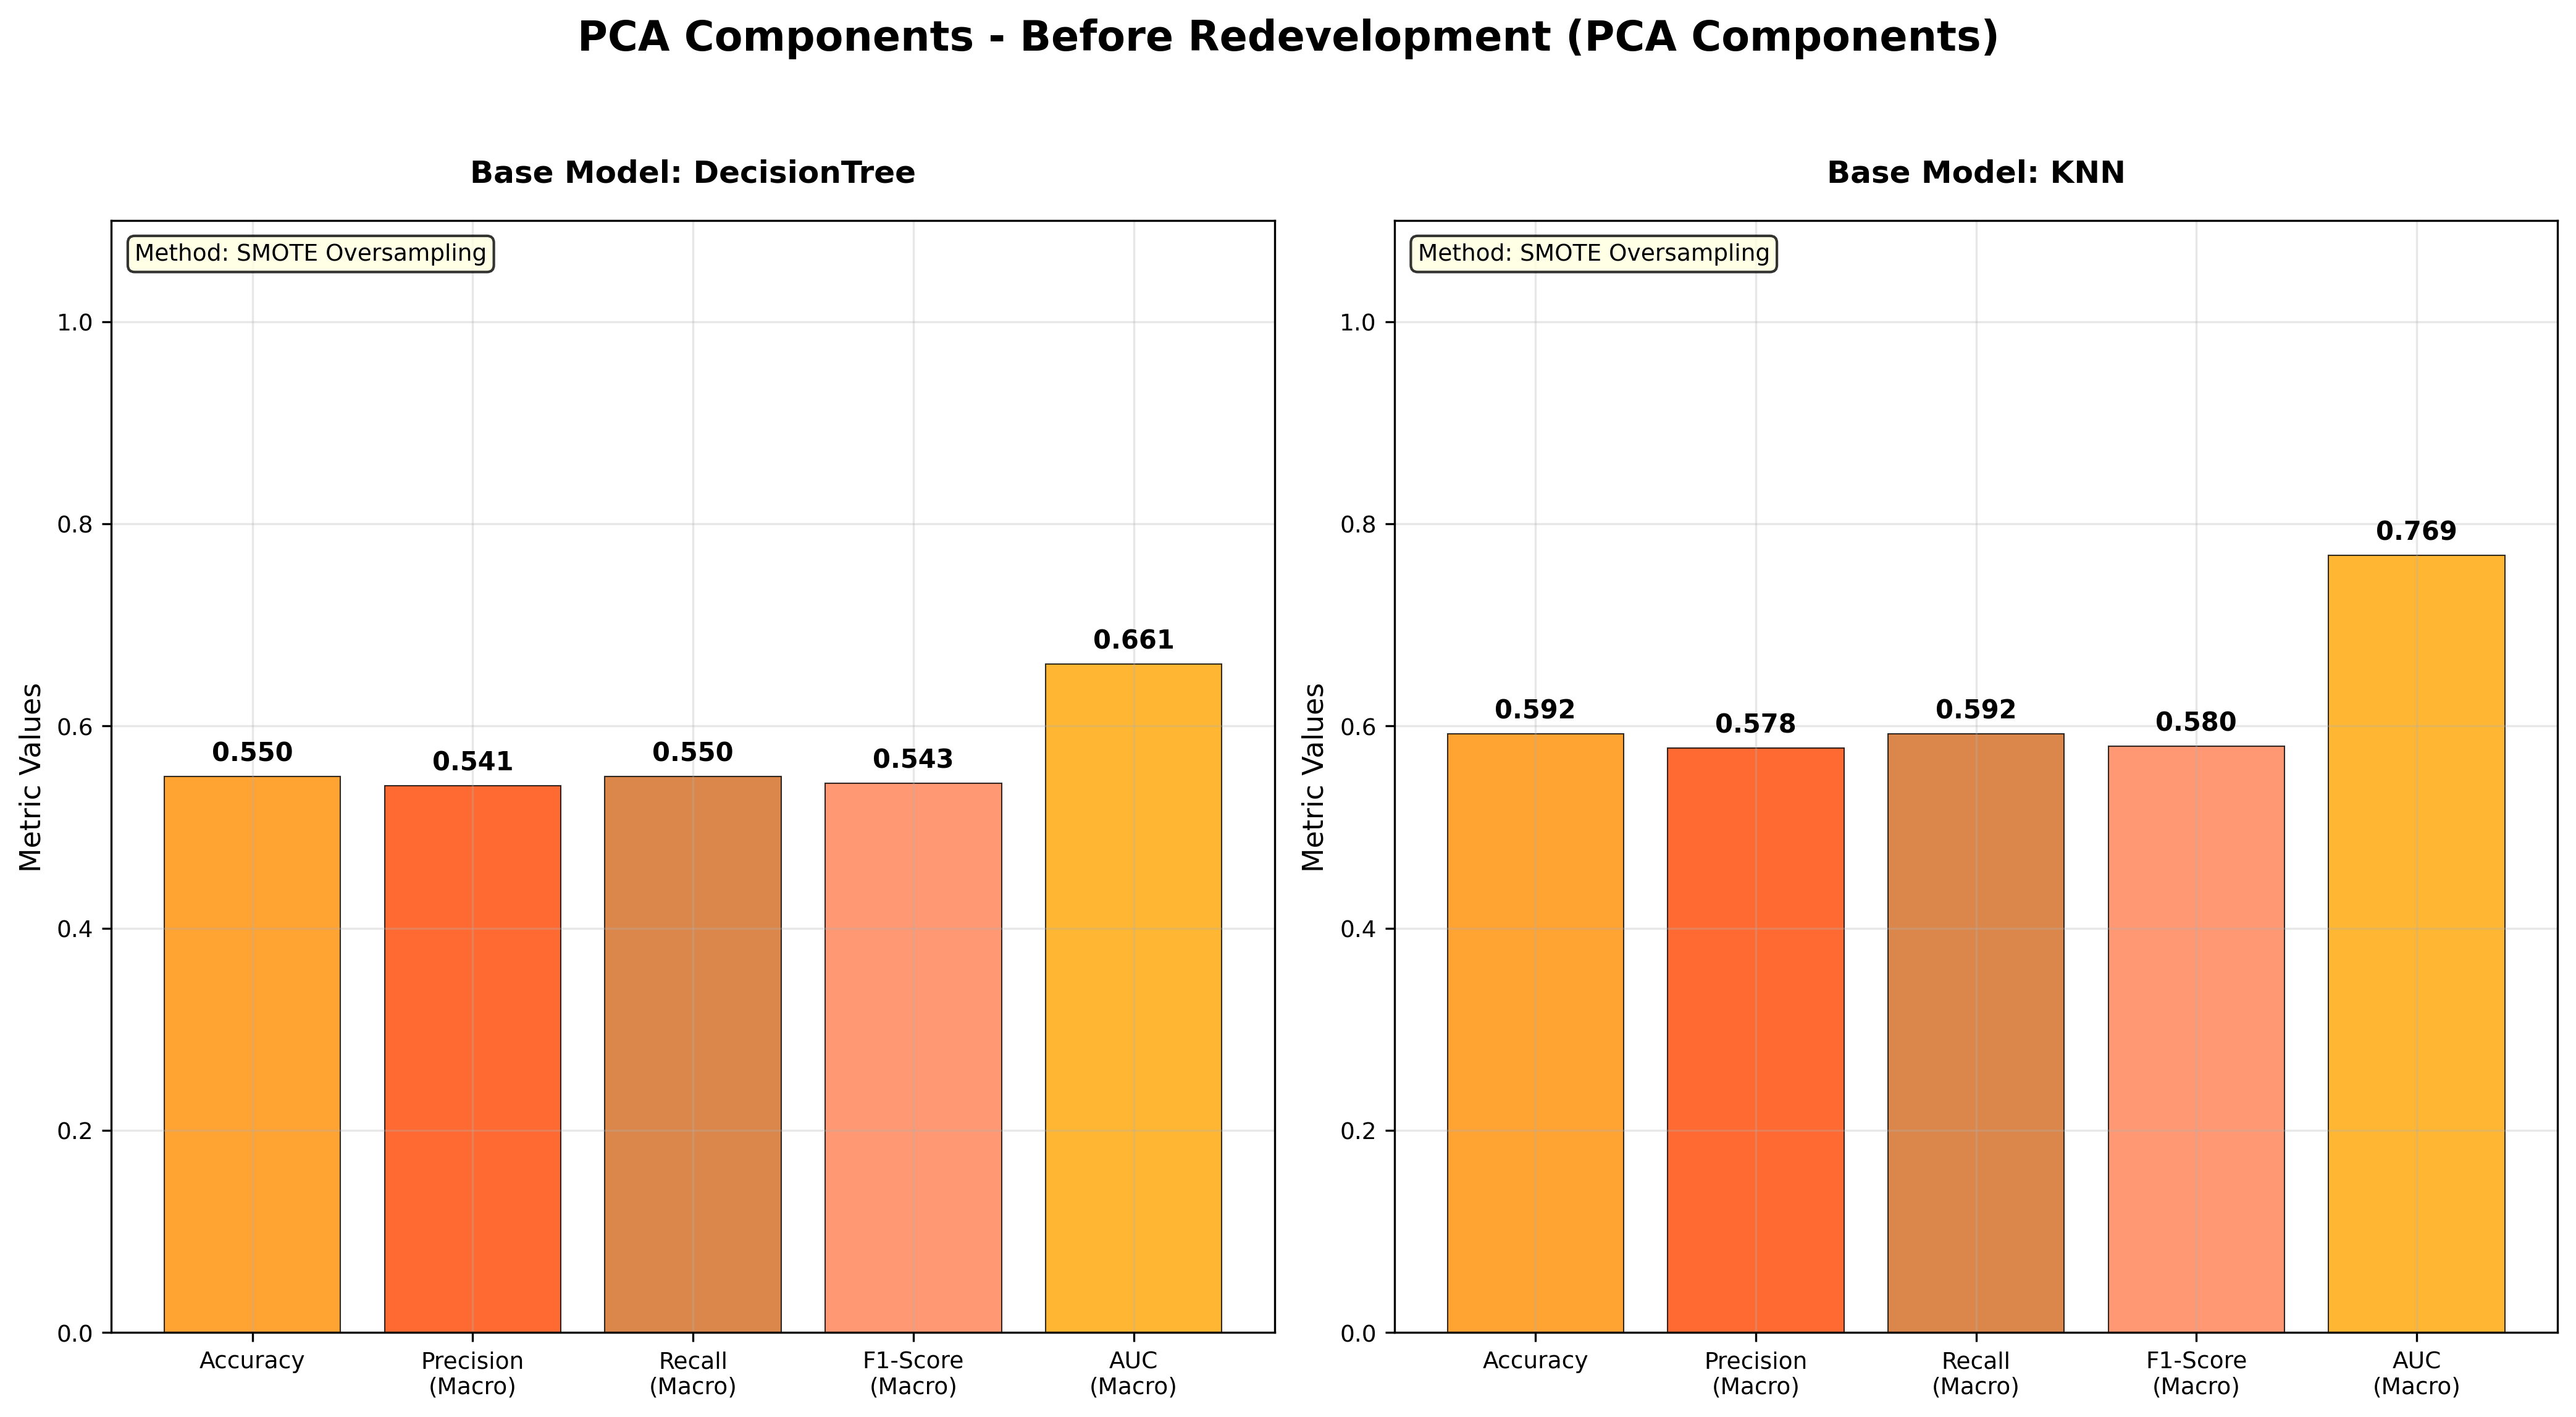 PCA Components - Before Redevelopment (PCA Components)
Base Model: DecisionTree
Method: SMOTE Oversampling
Metric Values
1.0
0.8
0.6
0.4
0.2
0.0
0.550
0.541
0.550
0.543
0.661
Accuracy
Precision
(Macro)
Recall
(Macro)
F1-Score
(Macro)
AUC
(Macro)
Base Model: KNN
Method: SMOTE Oversampling
Metric Values
1.0
0.8
0.6
0.4
0.2
0.0
0.592
0.578
0.592
0.580
0.769
Accuracy
Precision
(Macro)
Recall
(Macro)
F1-Score
(Macro)
AUC
(Macro)